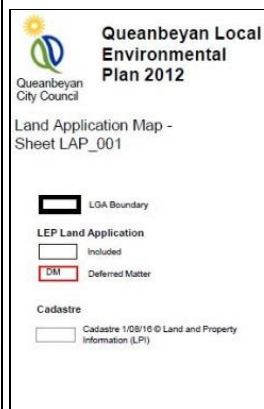 Queanbeyan Local
Environmental
Plan 2012
Queanbeyan
City Council
Land Application Map -
Sheet LAP_001
LGA Boundary
LEP Land Application
Included
DM Deferred Matter
Cadastre
Cadastre 1/08/16 © Land and Property
Information (LPI)